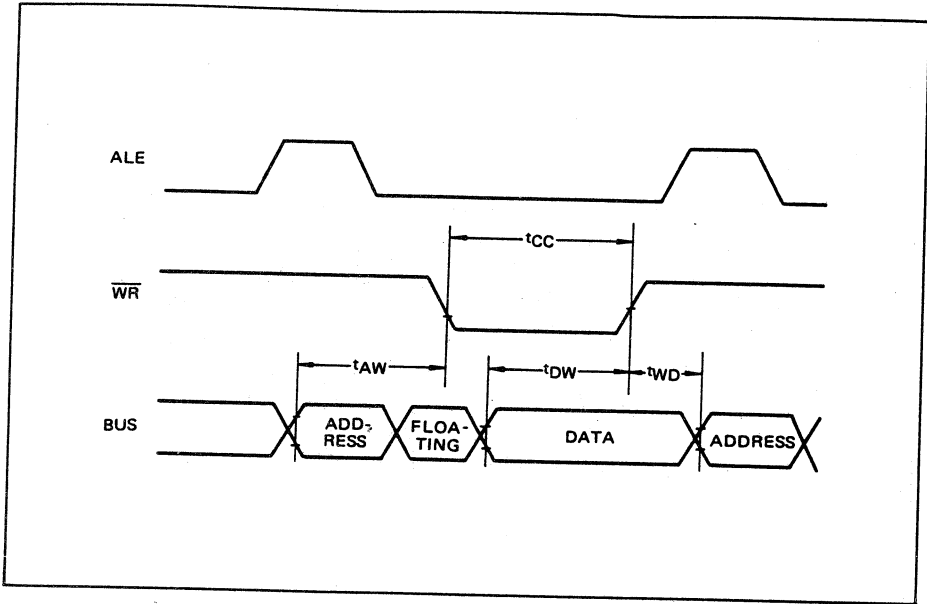 ALE
tCC
WR
tAW
tDW
tWD
BUS
ADD-
RESS
FLOA-
TING
DATA
ADDRESS